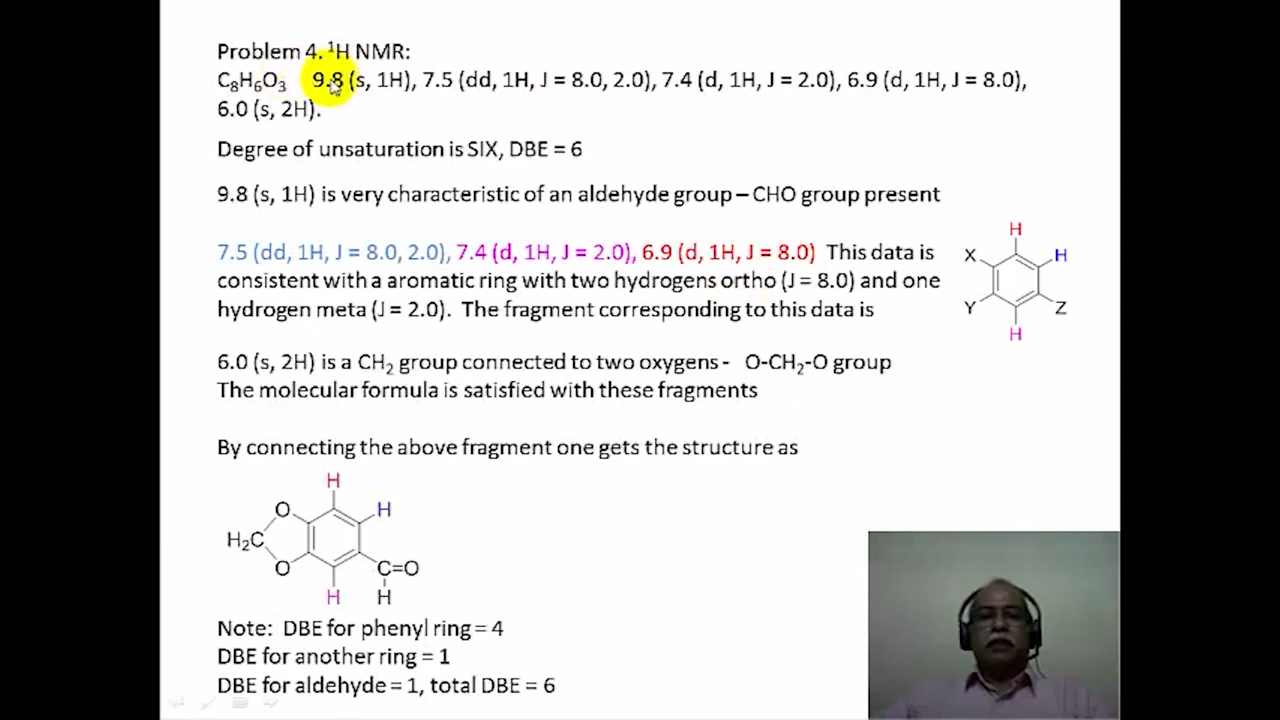 Problem 4. ¹H NMR:
C₈H₆O₃ 9.8 (s, 1H), 7.5 (dd, 1H, J = 8.0, 2.0), 7.4 (d, 1H, J = 2.0), 6.9 (d, 1H, J = 8.0),
6.0 (s, 2H).
Degree of unsaturation is SIX, DBE = 6
9.8 (s, 1H) is very characteristic of an aldehyde group – CHO group present
7.5 (dd, 1H, J = 8.0, 2.0), 7.4 (d, 1H, J = 2.0), 6.9 (d, 1H, J = 8.0) This data is
consistent with a aromatic ring with two hydrogens ortho (J = 8.0) and one
hydrogen meta (J = 2.0). The fragment corresponding to this data is
H
X H
Y Z
H
6.0 (s, 2H) is a CH₂ group connected to two oxygens - O-CH₂-O group
The molecular formula is satisfied with these fragments
By connecting the above fragment one gets the structure as
H
O H
H₂C
O C=O
H H
Note: DBE for phenyl ring = 4
DBE for another ring = 1
DBE for aldehyde = 1, total DBE = 6